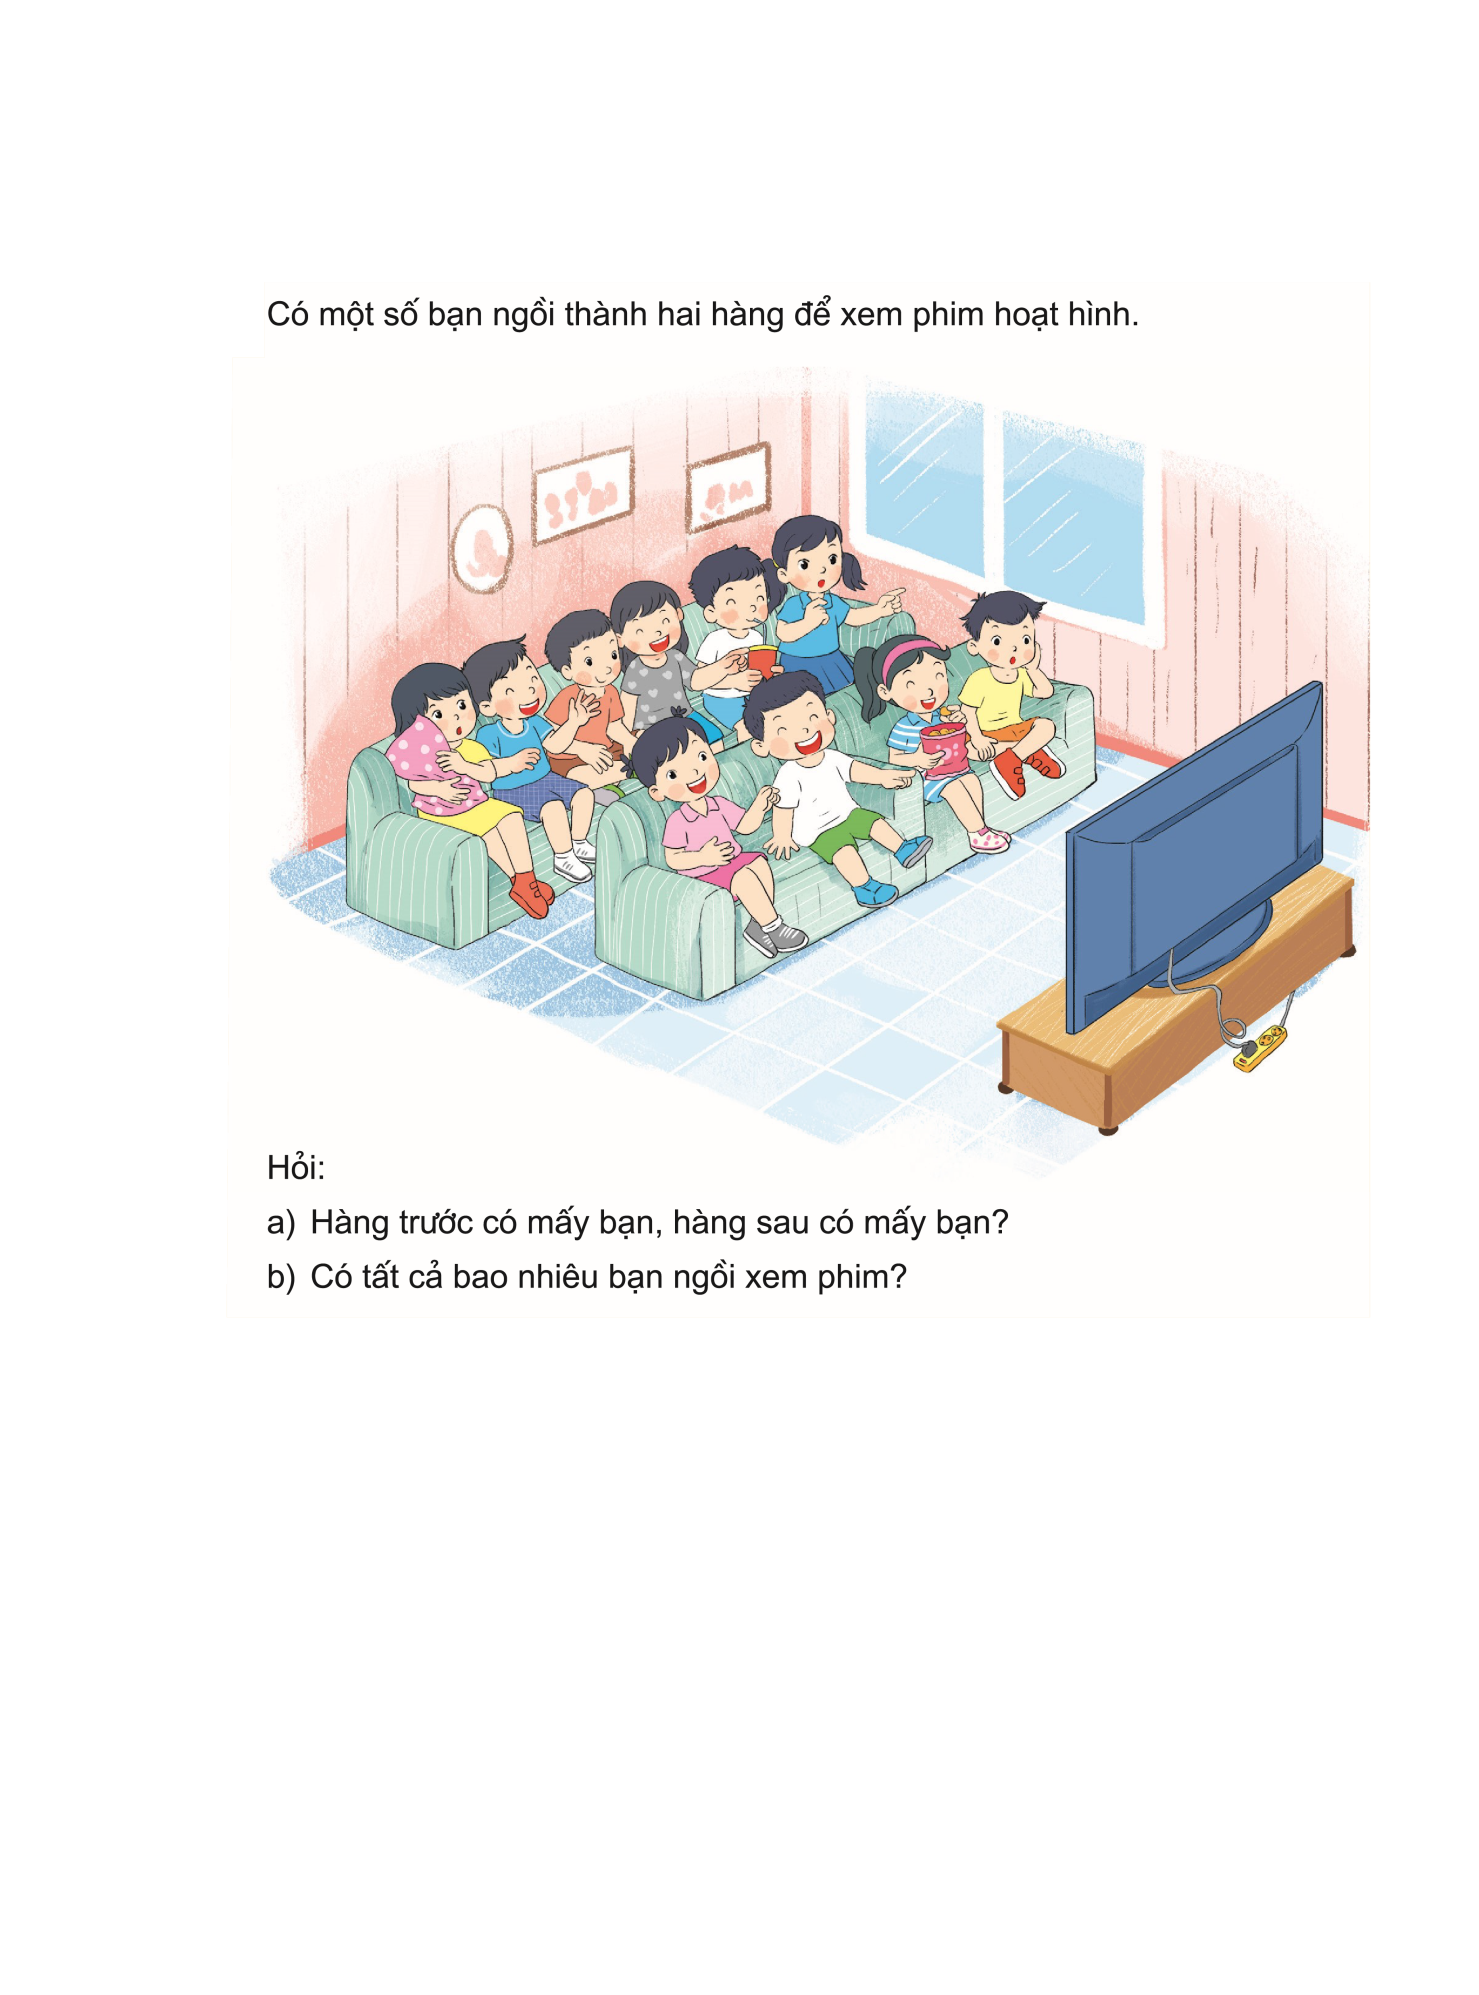 Có một số bạn ngồi thành hai hàng để xem phim hoạt hình.
Hỏi:
a) Hàng trước có mấy bạn, hàng sau có mấy bạn?
b) Có tất cả bao nhiêu bạn ngồi xem phim?